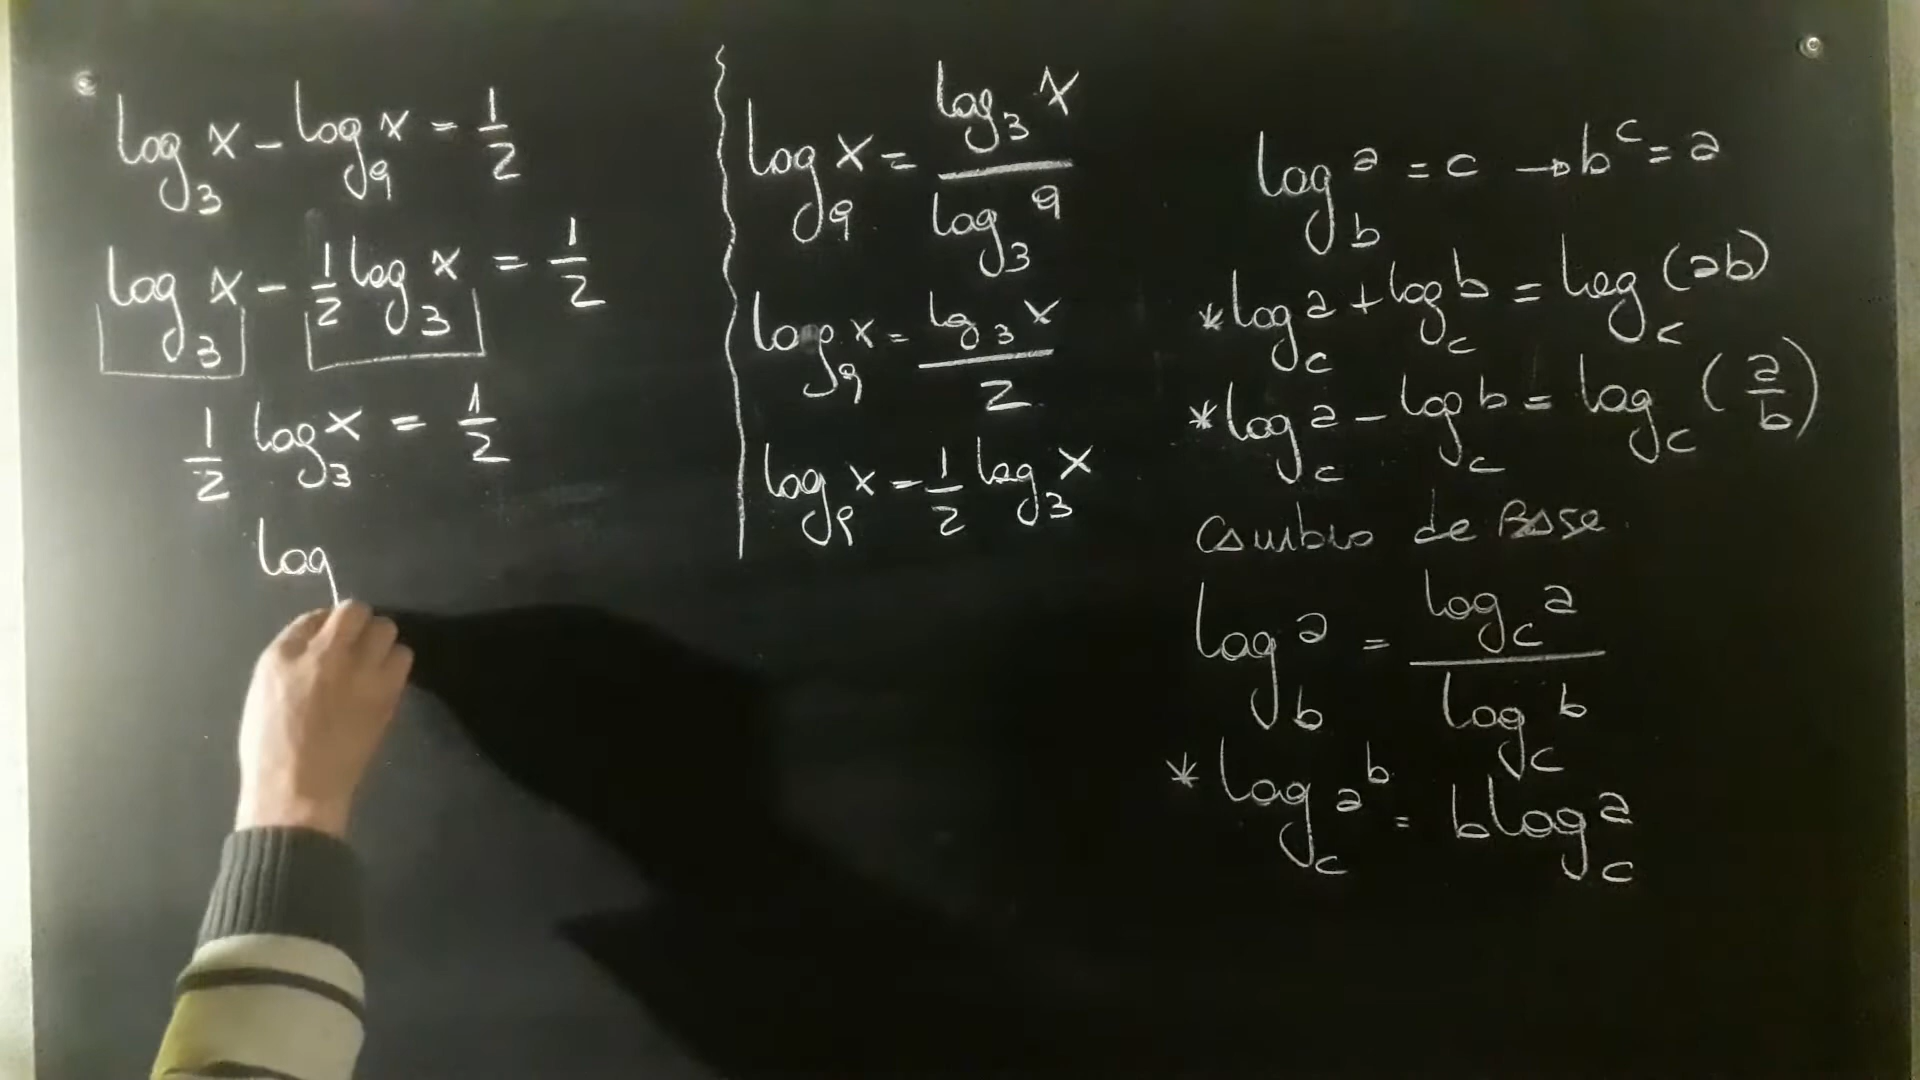 log₃ x - log₉ x = 1/2
log₃ x - 1/2 log₃ x = 1/2
1/2 log₃ x = 1/2
log
log₉ x = log₃ x / log₃ 9
log₉ x = log₃ x / 2
log₉ x = 1/2 log₃ x
log_b a = c → b^c = a
* log_c a + log_c b = log_c (ab)
* log_c a - log_c b = log_c (a/b)
Cambio de Base
log_b a = log_c a / log_c b
* log_c a^b = b log_c a